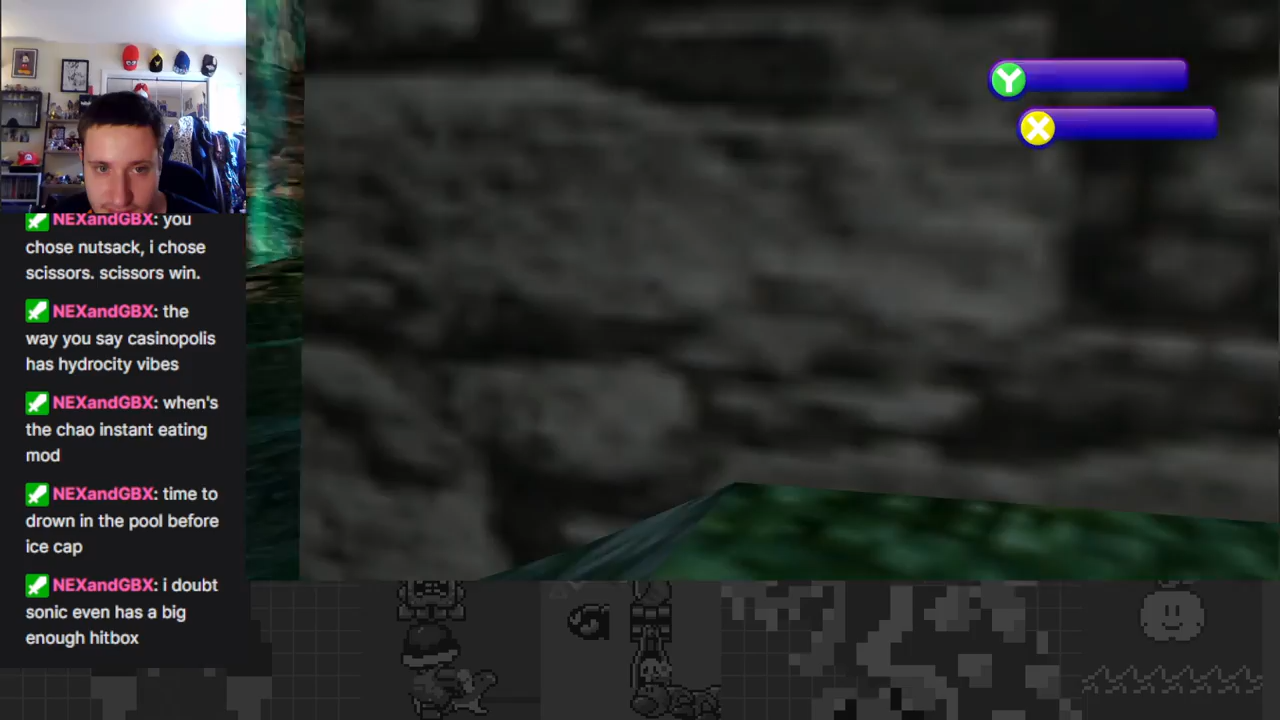 NEXandGBX: you
chose nutsack, i chose
scissors. scissors win.
NEXandGBX: the
way you say casinopolis
has hydrocity vibes
NEXandGBX: when's
the chao instant eating
mod
NEXandGBX: time to
drown in the pool before
ice cap
NEXandGBX: i doubt
sonic even has a big
enough hitbox
Y
X